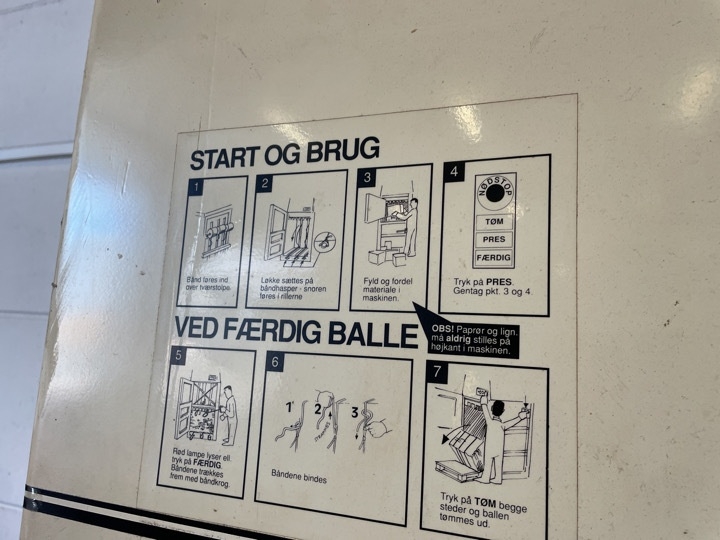 START OG BRUG
1
Bånd føres ind
over tværstolpe.
2
Løkke sættes på
båndhasper - snoren
føres i rillerne
3
Fyld og fordel
materiale i
maskinen.
4
NØDSTOP
TØM
PRES
FÆRDIG
Tryk på PRES.
Gentag pkt. 3 og 4.
OBS! Paprør og lign.
må aldrig stilles på
højkant i maskinen.
VED FÆRDIG BALLE
5
Rød lampe lyser ell.
tryk på FÆRDIG.
Båndene trækkes
frem med båndkrog.
6
1
2
3
Båndene bindes
7
Tryk på TØM begge
steder og ballen
tømmes ud.